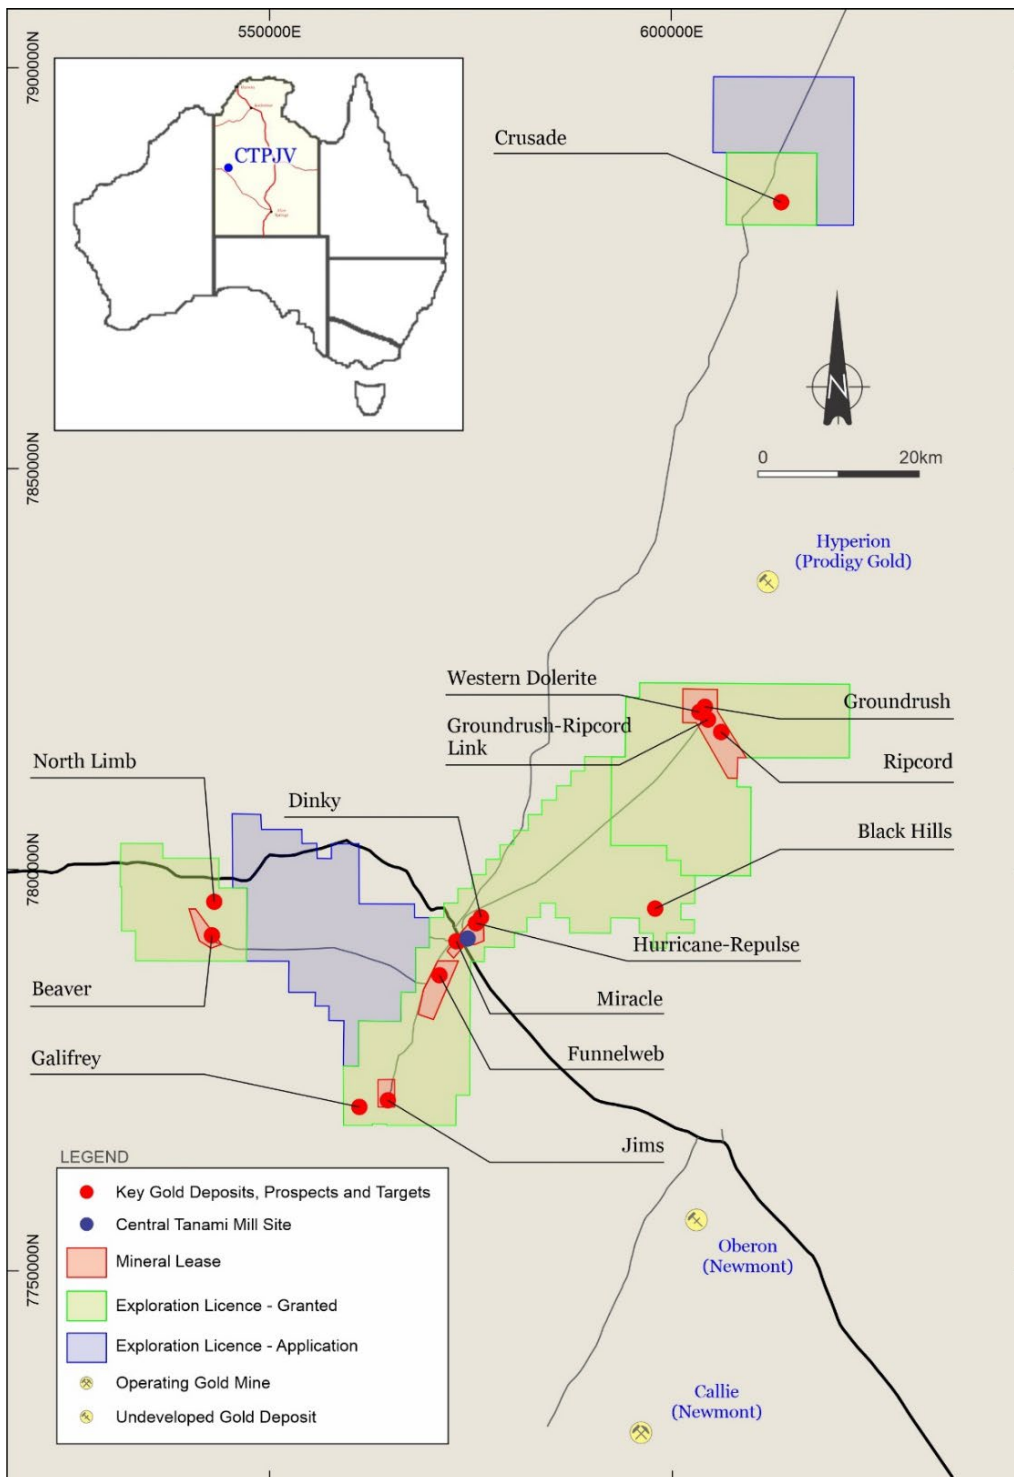 550000E
600000E
7900000N
7850000N
7800000N
7750000N
CTPJV
Crusade
N
0
20km
Hyperion
(Prodigy Gold)
Western Dolerite
Groundrush
Groundrush-Ripcord
Link
Ripcord
North Limb
Dinky
Black Hills
Hurricane-Repulse
Beaver
Miracle
Funnelweb
Galifrey
Jims
Oberon
(Newmont)
Callie
(Newmont)
LEGEND
Key Gold Deposits, Prospects and Targets
Central Tanami Mill Site
Mineral Lease
Exploration Licence - Granted
Exploration Licence - Application
Operating Gold Mine
Undeveloped Gold Deposit